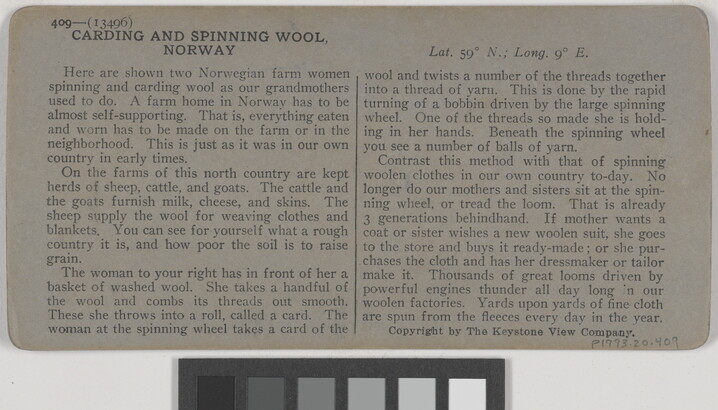 409—(13496)
CARDING AND SPINNING WOOL,
NORWAY
Lat. 59° N.; Long. 9° E.
Here are shown two Norwegian farm women
spinning and carding wool as our grandmothers
used to do. A farm home in Norway has to be
almost self-supporting. That is, everything eaten
and worn has to be made on the farm or in the
neighborhood. This is just as it was in our own
country in early times.
On the farms of this north country are kept
herds of sheep, cattle, and goats. The cattle and
the goats furnish milk, cheese, and skins. The
sheep supply the wool for weaving clothes and
blankets. You can see for yourself what a rough
country it is, and how poor the soil is to raise
grain.
The woman to your right has in front of her a
basket of washed wool. She takes a handful of
the wool and combs its threads out smooth.
These she throws into a roll, called a card. The
woman at the spinning wheel takes a card of the
wool and twists a number of the threads together
into a thread of yarn. This is done by the rapid
turning of a bobbin driven by the large spinning
wheel. One of the threads so made she is hold-
ing in her hands. Beneath the spinning wheel
you see a number of balls of yarn.
Contrast this method with that of spinning
woolen clothes in our own country to-day. No
longer do our mothers and sisters sit at the spin-
ning wheel, or tread the loom. That is already
3 generations behindhand. If mother wants a
coat or sister wishes a new woolen suit, she goes
to the store and buys it ready-made; or she pur-
chases the cloth and has her dressmaker or tailor
make it. Thousands of great looms driven by
powerful engines thunder all day long in our
woolen factories. Yards upon yards of fine cloth
are spun from the fleeces every day in the year.
Copyright by The Keystone View Company.
P1973.20.409